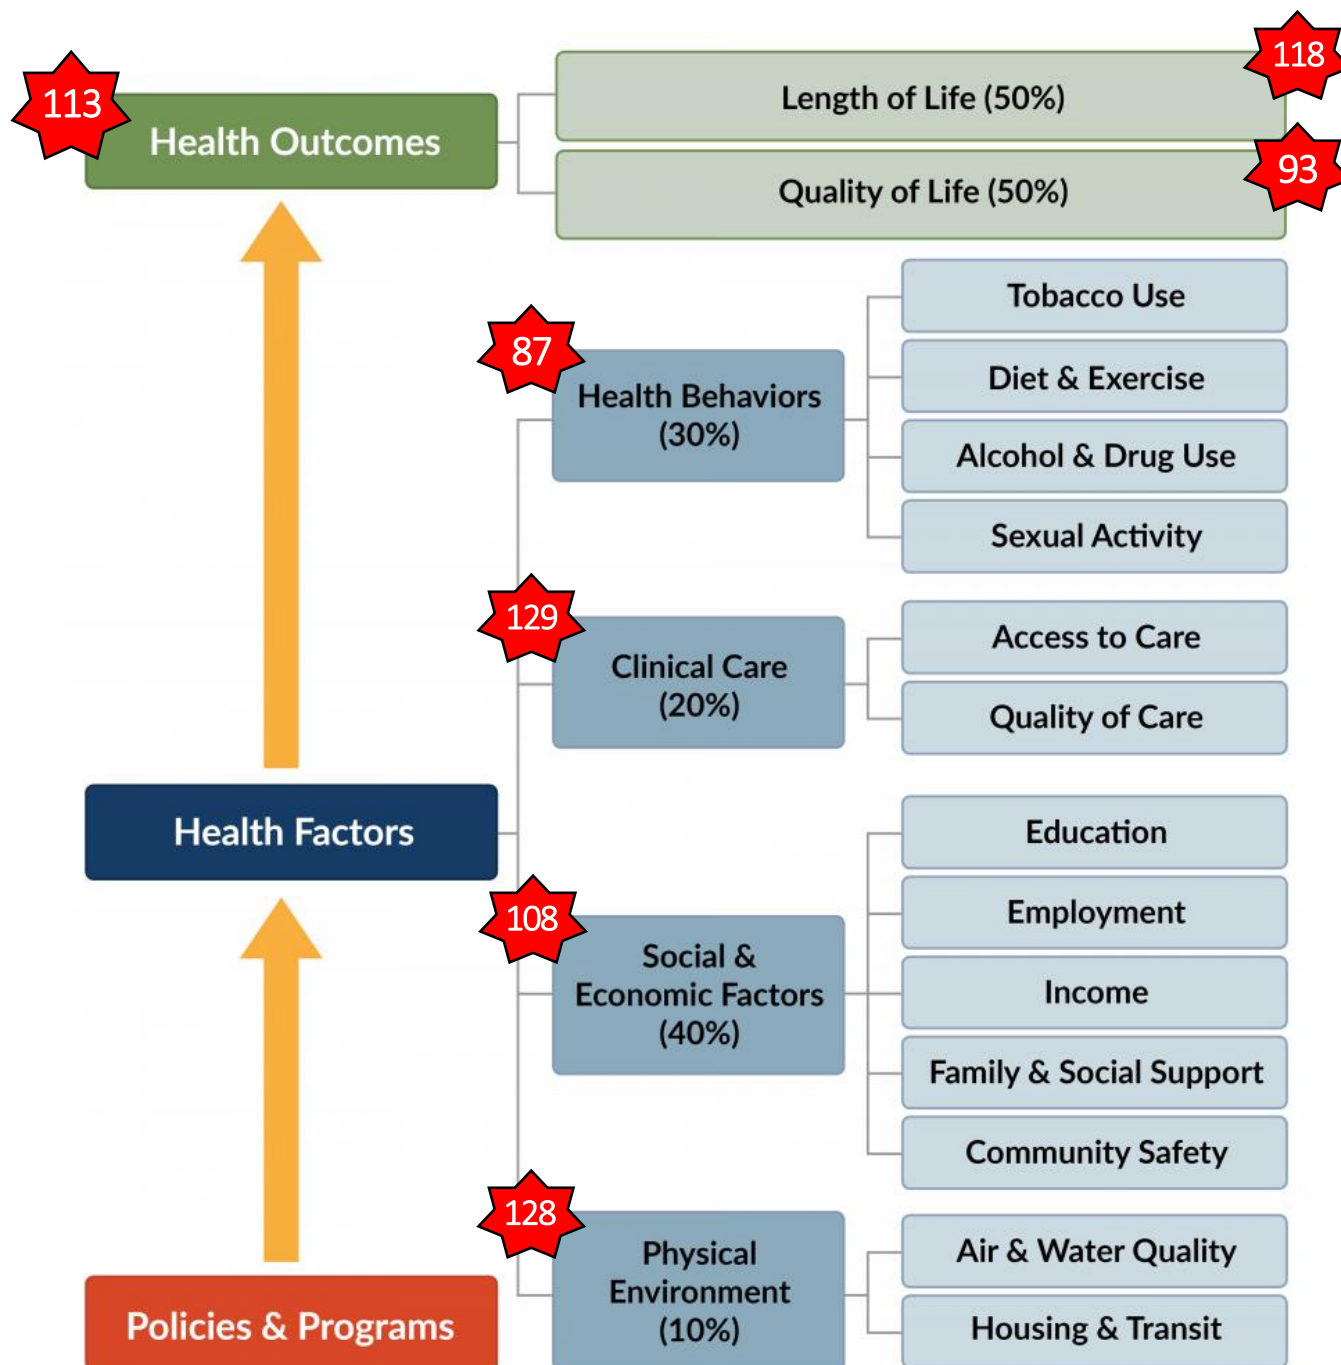 113
Health Outcomes
Length of Life (50%)
118
Quality of Life (50%)
93
Health Factors
Policies & Programs
87
Health Behaviors
(30%)
Tobacco Use
Diet & Exercise
Alcohol & Drug Use
Sexual Activity
129
Clinical Care
(20%)
Access to Care
Quality of Care
108
Social &
Economic Factors
(40%)
Education
Employment
Income
Family & Social Support
Community Safety
128
Physical
Environment
(10%)
Air & Water Quality
Housing & Transit